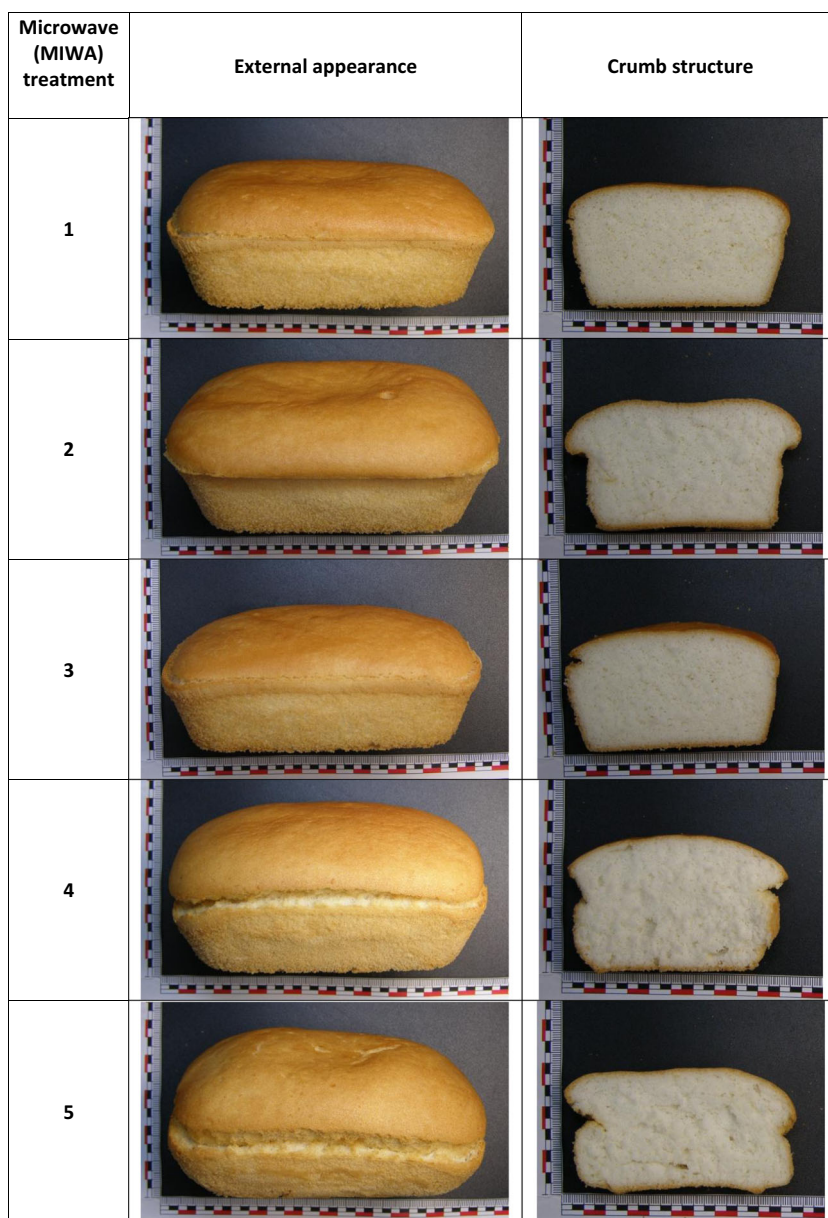 Microwave
(MIWA)
treatment
External appearance
Crumb structure
1
2
3
4
5